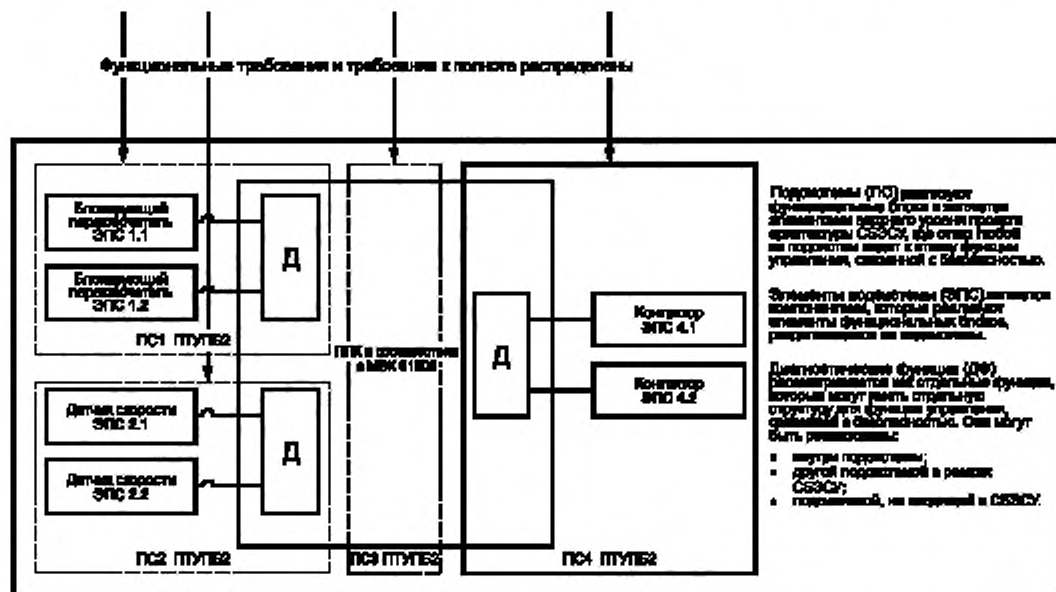 Функциональные требования и требования к полноте распределены
Блокирующий
переключатель
ЭПС 1.1
Блокирующий
переключатель
ЭПС 1.2
Д
ПС1 ПТУПБ2
Датчик скорости
ЭПС 2.1
Датчик скорости
ЭПС 2.2
Д
ПС2 ПТУПБ2
ПЛК в соответствии
с МЭК
ПС3 ПТУПБ2
Д
Контактор
ЭПС 4.1
Контактор
ЭПС 4.2
ПС4 ПТУПБ2
Подсистемы (ПС) реализуют
функциональные блоки и являются
элементами верхнего уровня проекта
архитектуры СБЭСУ, где отказ любой
из подсистем ведет к отказу функции
управления, связанной с безопасностью.
Элементы подсистемы (ЭПС) являются
компонентами, которые реализуют
элементы функциональных блоков,
подсистемы.
Диагностические функции (ДФ)
рассматриваются как отдельные функции,
которые могут иметь отдельную
структуру для функции управления,
связанной с безопасностью. Они могут
быть реализованы:
• внутри подсистемы;
• другой подсистемой в рамках
СБЭСУ;
• подсистемой, не входящей в СБЭСУ.